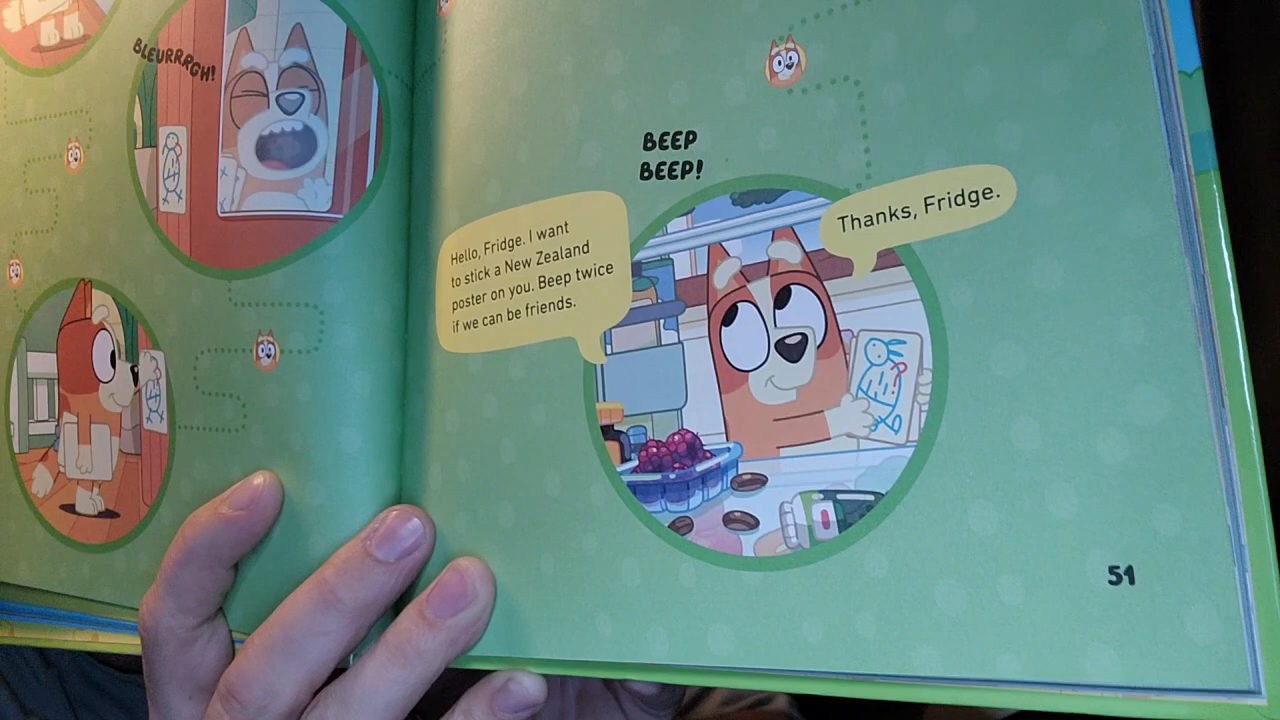 BLEURRRGH!
BEEP
BEEP!
Hello, Fridge. I want
to stick a New Zealand
poster on you. Beep twice
if we can be friends.
Thanks, Fridge.
51